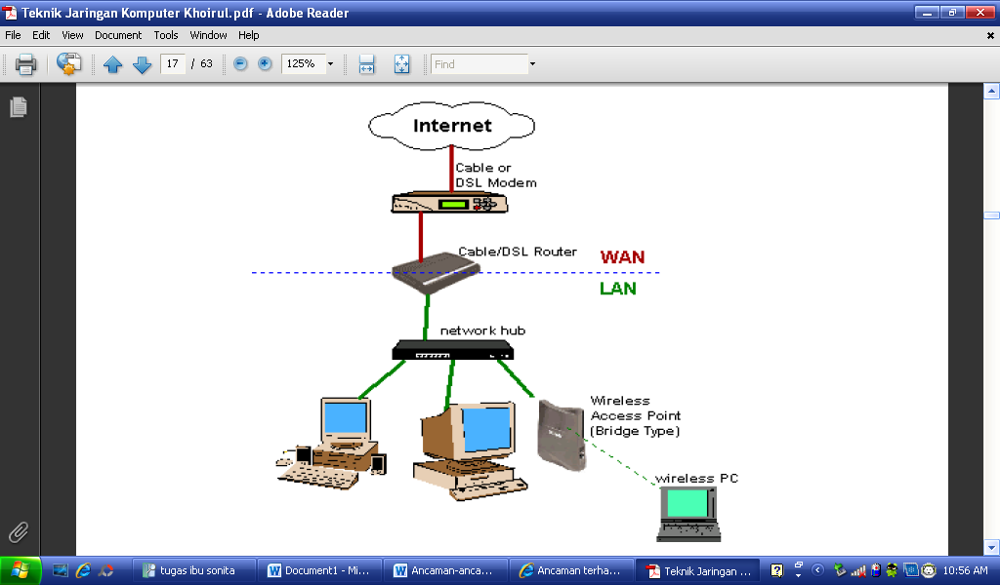 Teknik Jaringan Komputer Khoirul.pdf - Adobe Reader
File Edit View Document Tools Window Help
17 / 63 125% Find
Internet
Cable or
DSL Modem
Cable/DSL Router
WAN
LAN
network hub
Wireless
Access Point
(Bridge Type)
wireless PC
tugas ibu sonita Document1 - Mi... Ancaman-anca... Ancaman terha... Teknik Jaringan ... 10:56 AM